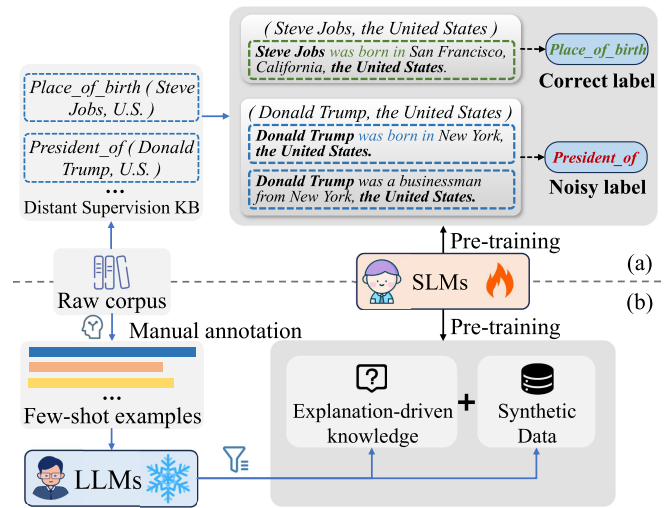 Place_of_birth ( Steve
Jobs, U.S. )
President_of ( Donald
Trump, U.S. )
...
Distant Supervision KB
( Steve Jobs, the United States )
Steve Jobs was born in San Francisco,
California, the United States.
Place_of_birth
Correct label
( Donald Trump, the United States )
Donald Trump was born in New York,
the United States.
Donald Trump was a businessman
from New York, the United States.
President_of
Noisy label
Pre-training
(a)
Raw corpus
SLMs
(b)
Manual annotation
Pre-training
...
Few-shot examples
Explanation-driven
knowledge
+
Synthetic
Data
LLMs